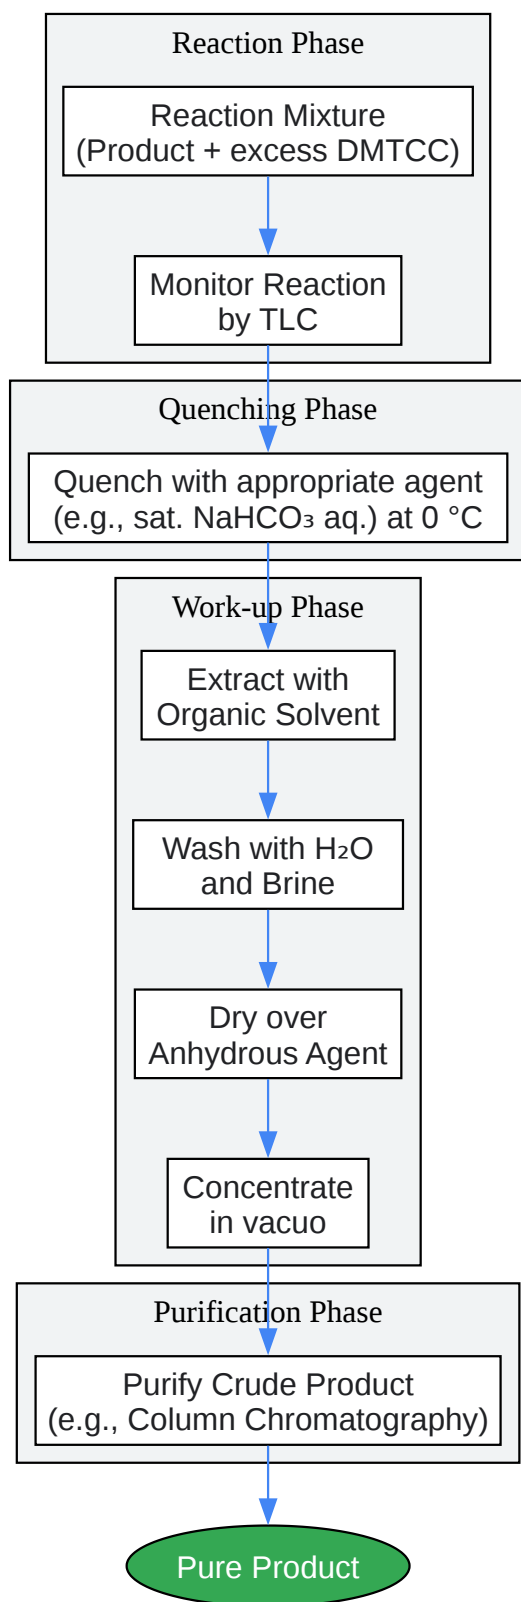 Reaction Phase
Reaction Mixture
(Product + excess DMTCC)
Monitor Reaction
by TLC
Quenching Phase
Quench with appropriate agent
(e.g., sat. NaHCO₃ aq.) at 0 °C
Work-up Phase
Extract with
Organic Solvent
Wash with H₂O
and Brine
Dry over
Anhydrous Agent
Concentrate
in vacuo
Purification Phase
Purify Crude Product
(e.g., Column Chromatography)
Pure Product